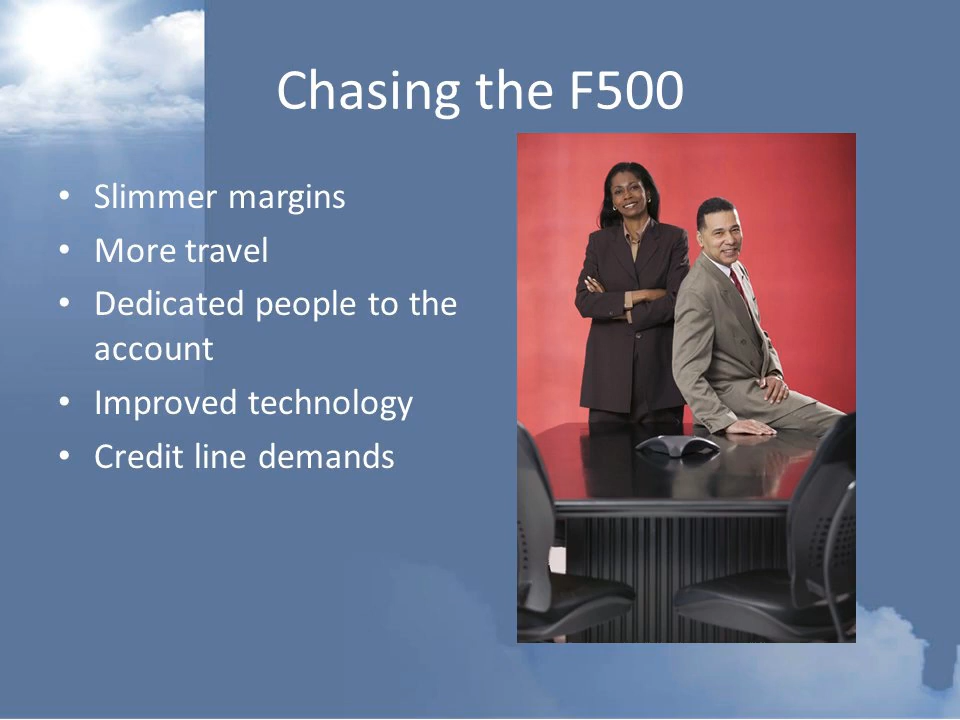 Chasing the F500
• Slimmer margins
• More travel
• Dedicated people to the
account
• Improved technology
• Credit line demands